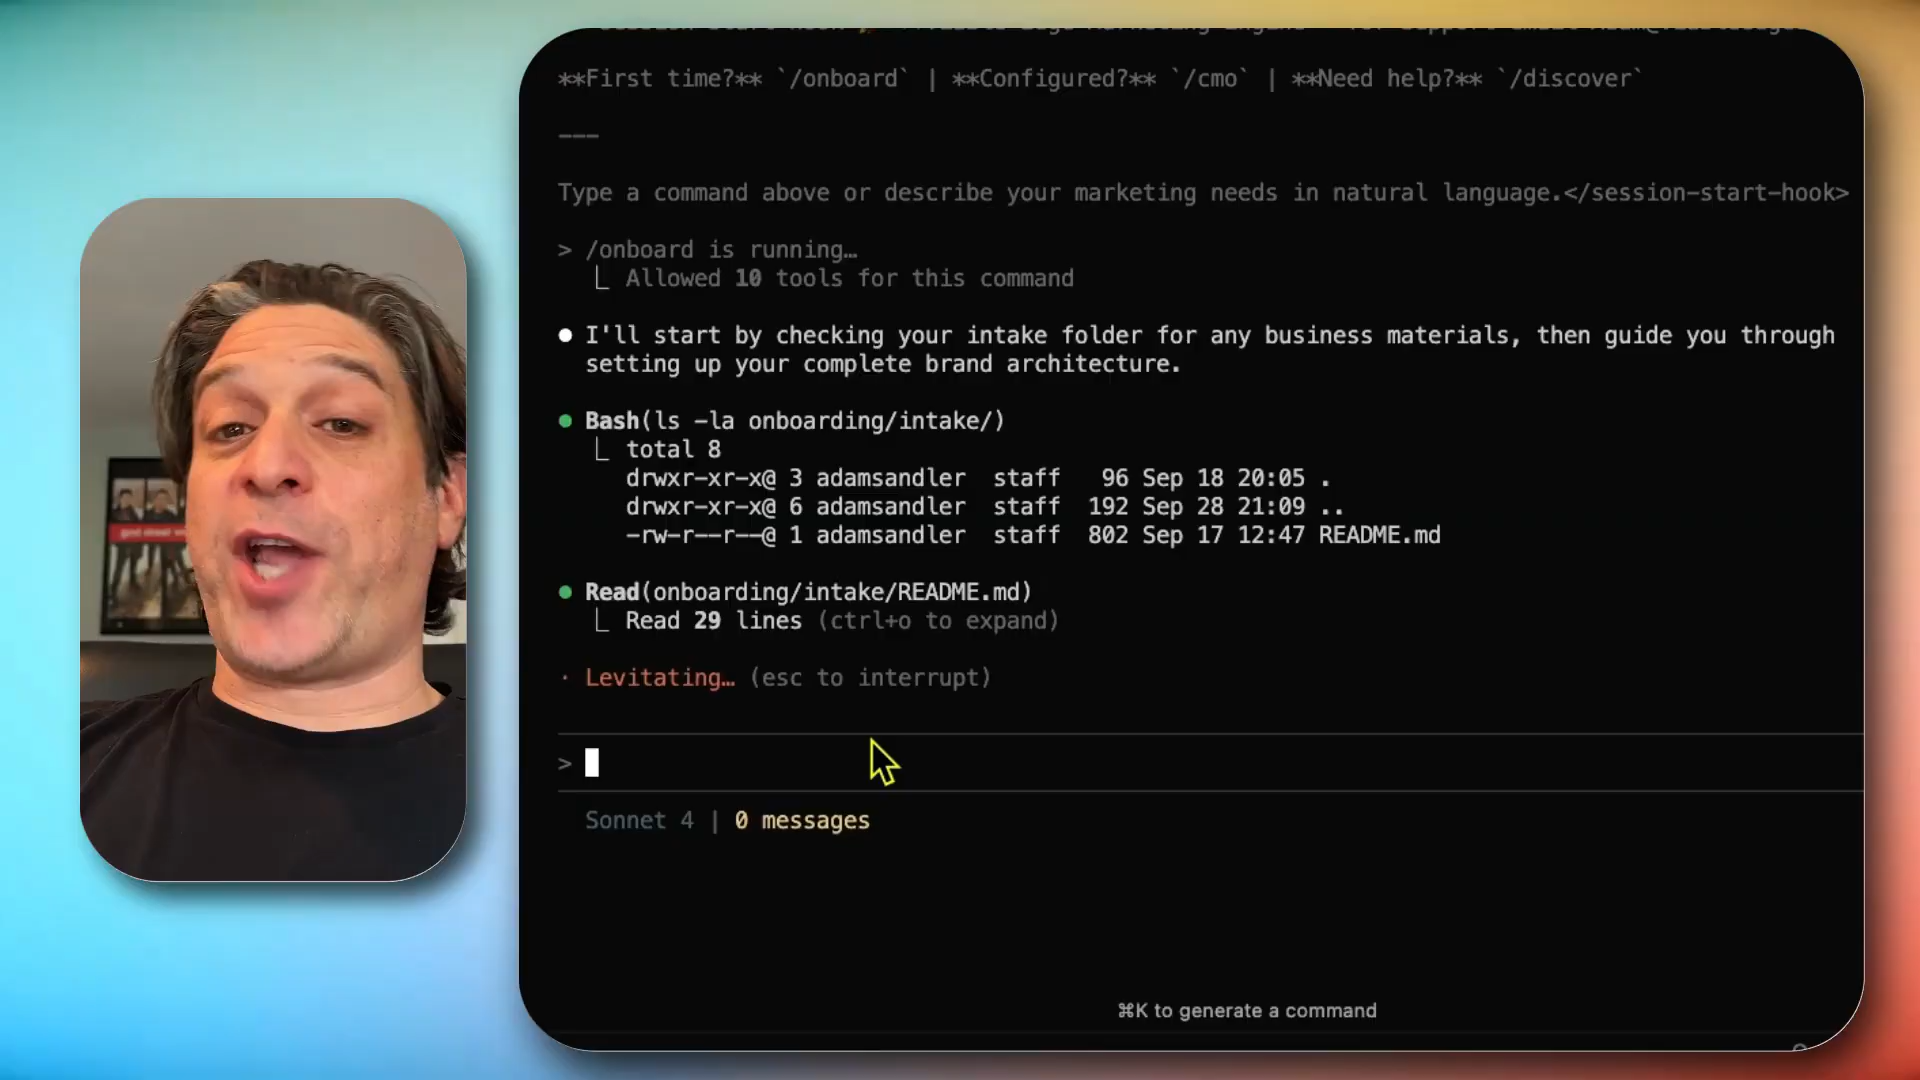 **First time?** `/onboard` | **Configured?** `/cmo` | **Need help?** `/discover`
---
Type a command above or describe your marketing needs in natural language.</session-start-hook>
> /onboard is running…
⎿ Allowed 10 tools for this command
● I'll start by checking your intake folder for any business materials, then guide you through
setting up your complete brand architecture.
● Bash(ls -la onboarding/intake/)
⎿ total 8
drwxr-xr-x@ 3 adamsandler  staff   96 Sep 18 20:05 .
drwxr-xr-x@ 6 adamsandler  staff  192 Sep 28 21:09 ..
-rw-r--r--@ 1 adamsandler  staff  802 Sep 17 12:47 README.md
● Read(onboarding/intake/README.md)
⎿ Read 29 lines (ctrl+o to expand)
· Levitating… (esc to interrupt)
>
Sonnet 4 | 0 messages
⌘K to generate a command